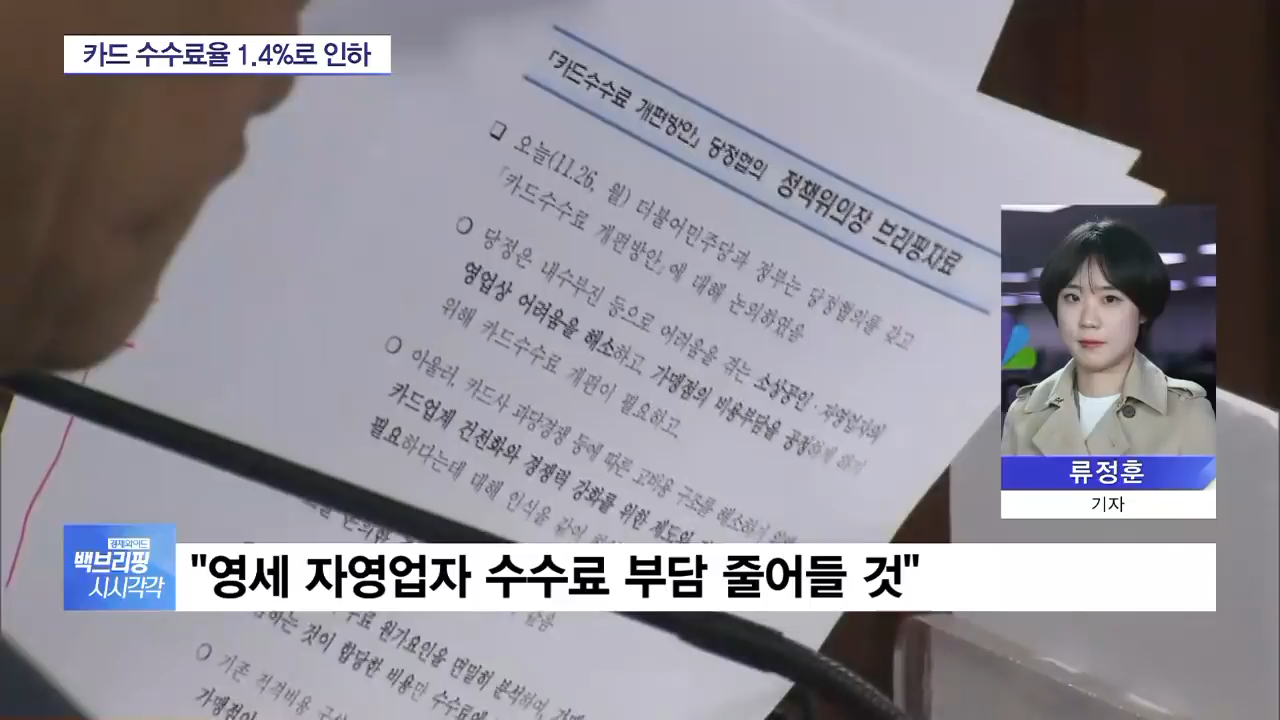 카드 수수료율 1.4%로 인하
「카드수수료 개편방안」 당정협의 정책위의장 브리핑자료
□ 오늘(11.26, 월) 더불어민주당과 정부는 당정협의를 갖고
「카드수수료 개편방안」에 대해 논의하였음
○ 당정은 내수부진 등으로 어려움을 겪는 소상공인·자영업자의
영업상 어려움을 해소하고, 가맹점의 비용부담을 공정하게 하기
위해 카드수수료 개편이 필요하고,
○ 아울러, 카드사 과당경쟁 등에 따른 고비용 구조를 해소하기 위해
카드업계 건전화와 경쟁력 강화를 위한 제도와
필요하다는데 대해 인식을 같이
류정훈
기자
경제와이드
백브리핑
시시각각
"영세 자영업자 수수료 부담 줄어들 것"
원가요인을 면밀히 분석하여,
하는 것이 합당한 비용만 수수료에
○ 기존 적격비용
가맹점이